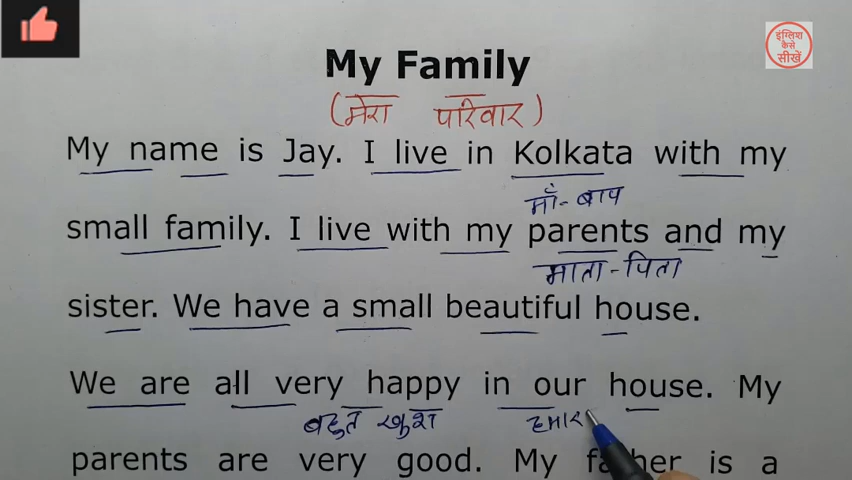 इंग्लिश
कैसे
सीखें
My Family
(मेरा परिवार)
My name is Jay. I live in Kolkata with my
माँ-बाप
small family. I live with my parents and my
माता-पिता
sister. We have a small beautiful house.
We are all very happy in our house. My
बहुत खुश हमार
parents are very good. My father is a